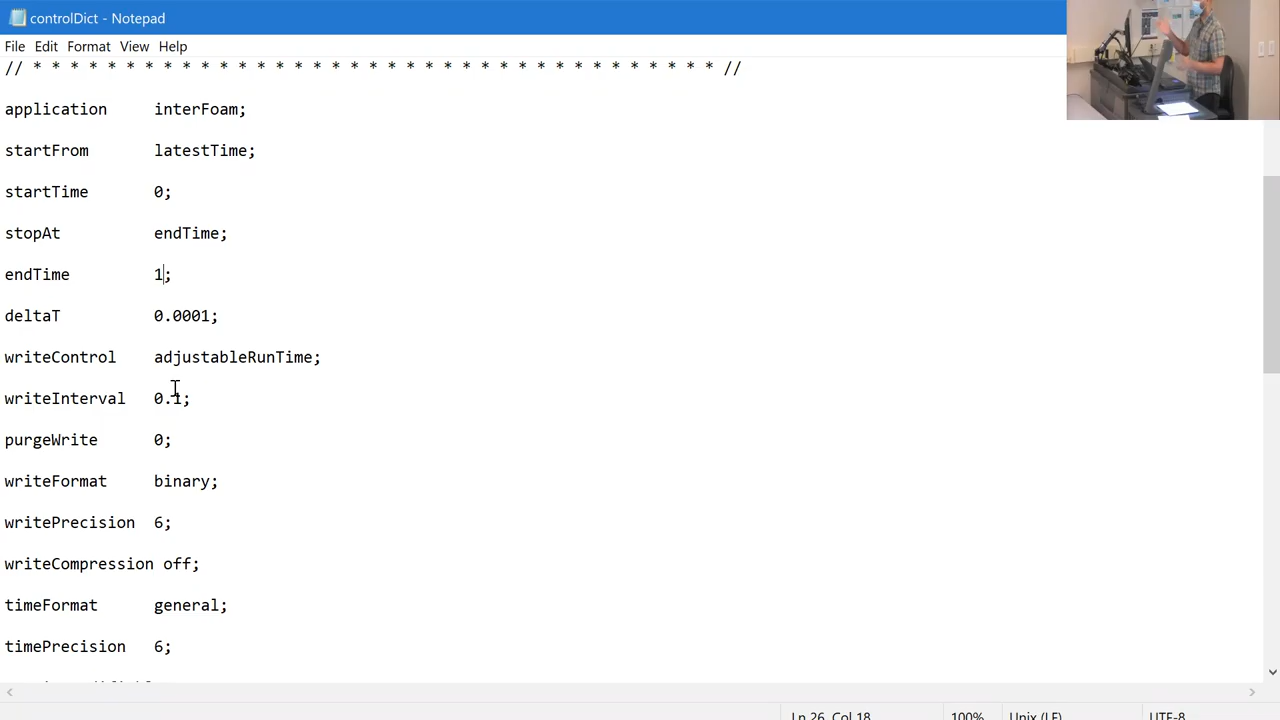 controlDict - Notepad
File Edit Format View Help
// * * * * * * * * * * * * * * * * * * * * * * * * * * * * * * * * * * * * * //
application interFoam;
startFrom latestTime;
startTime 0;
stopAt endTime;
endTime 1;
deltaT 0.0001;
writeControl adjustableRunTime;
writeInterval 0.1;
purgeWrite 0;
writeFormat binary;
writePrecision 6;
writeCompression off;
timeFormat general;
timePrecision 6;
Ln 26, Col 18 100% Unix (LF) UTF-8